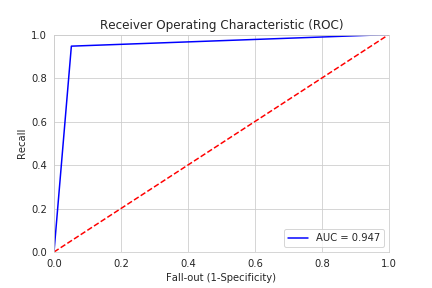 Receiver Operating Characteristic (ROC)
1.0
0.8
0.6
0.4
0.2
0.0
Recall
AUC = 0.947
0.0 0.2 0.4 0.6 0.8 1.0
Fall-out (1-Specificity)